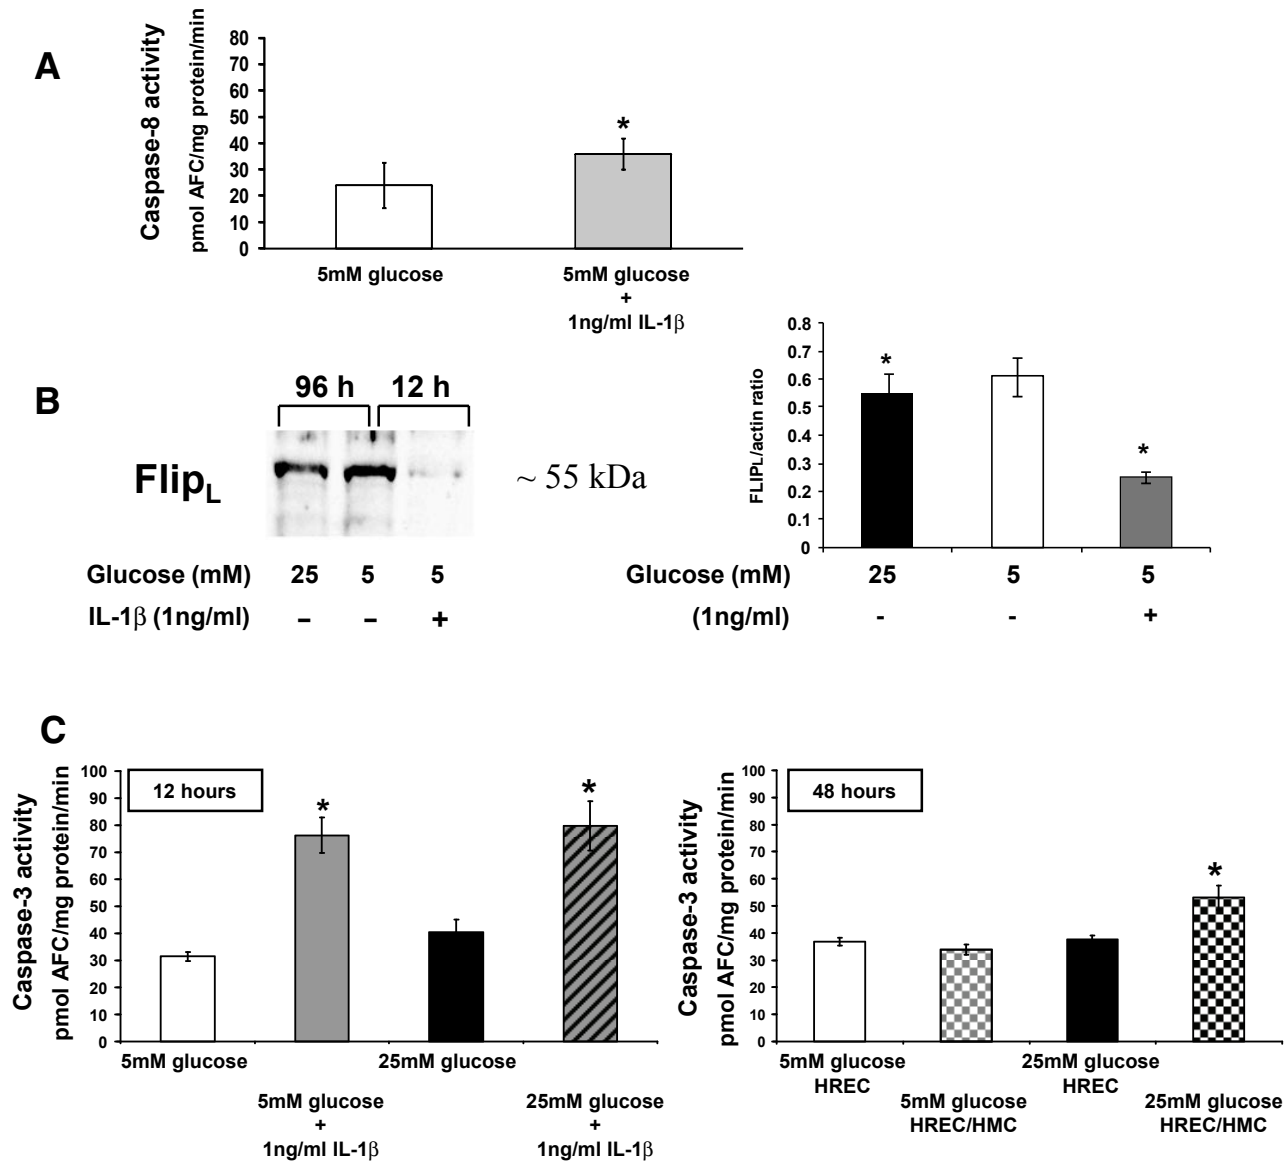 A
Caspase-8 activity
pmol AFC/mg protein/min
80
70
60
50
40
30
20
10
0
*
5mM glucose
5mM glucose
+
1ng/ml IL-1β
B
96 h 12 h
FlipL
~ 55 kDa
Glucose (mM) 25 5 5
IL-1β (1ng/ml) – – +
FLIPL/actin ratio
0.8
0.7
0.6
0.5
0.4
0.3
0.2
0.1
0
*
*
Glucose (mM) 25 5 5
(1ng/ml) - - +
C
Caspase-3 activity
pmol AFC/mg protein/min
100
90
80
70
60
50
40
30
20
10
0
12 hours
*
*
5mM glucose 25mM glucose
5mM glucose
+
1ng/ml IL-1β
25mM glucose
+
1ng/ml IL-1β
Caspase-3 activity
pmol AFC/mg protein/min
100
90
80
70
60
50
40
30
20
10
0
48 hours
*
5mM glucose
HREC
5mM glucose
HREC/HMC
25mM glucose
HREC
25mM glucose
HREC/HMC